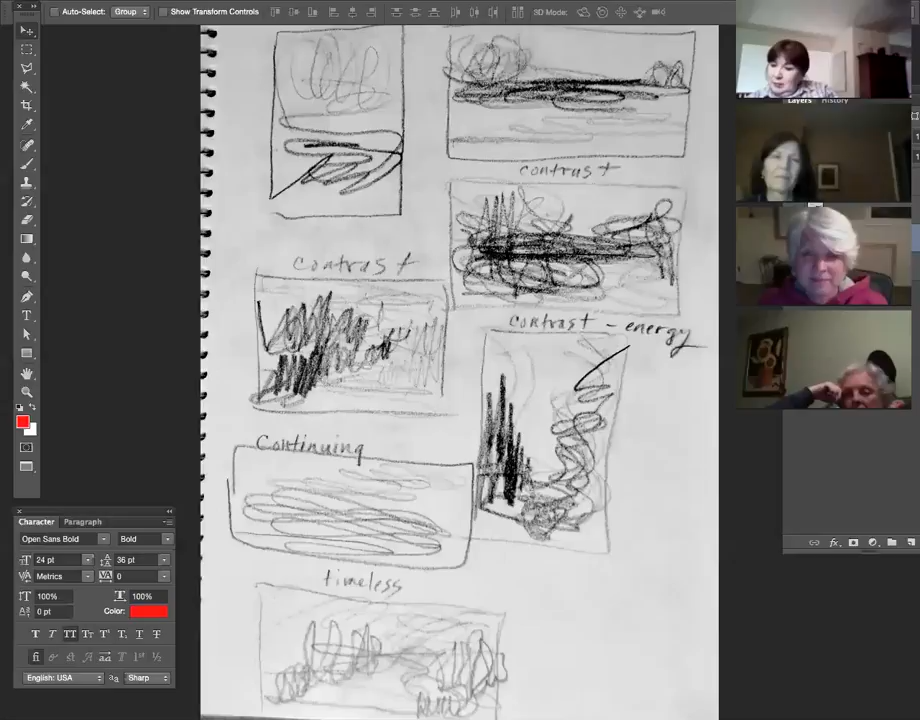 Auto-Select: Group Show Transform Controls 3D Mode:
Layers History
contrast
contrast
contrast - energy
Continuing
timeless
Character Paragraph
Open Sans Bold Bold
24 pt 36 pt
Metrics 0
100% 100%
0 pt Color:
English: USA Sharp